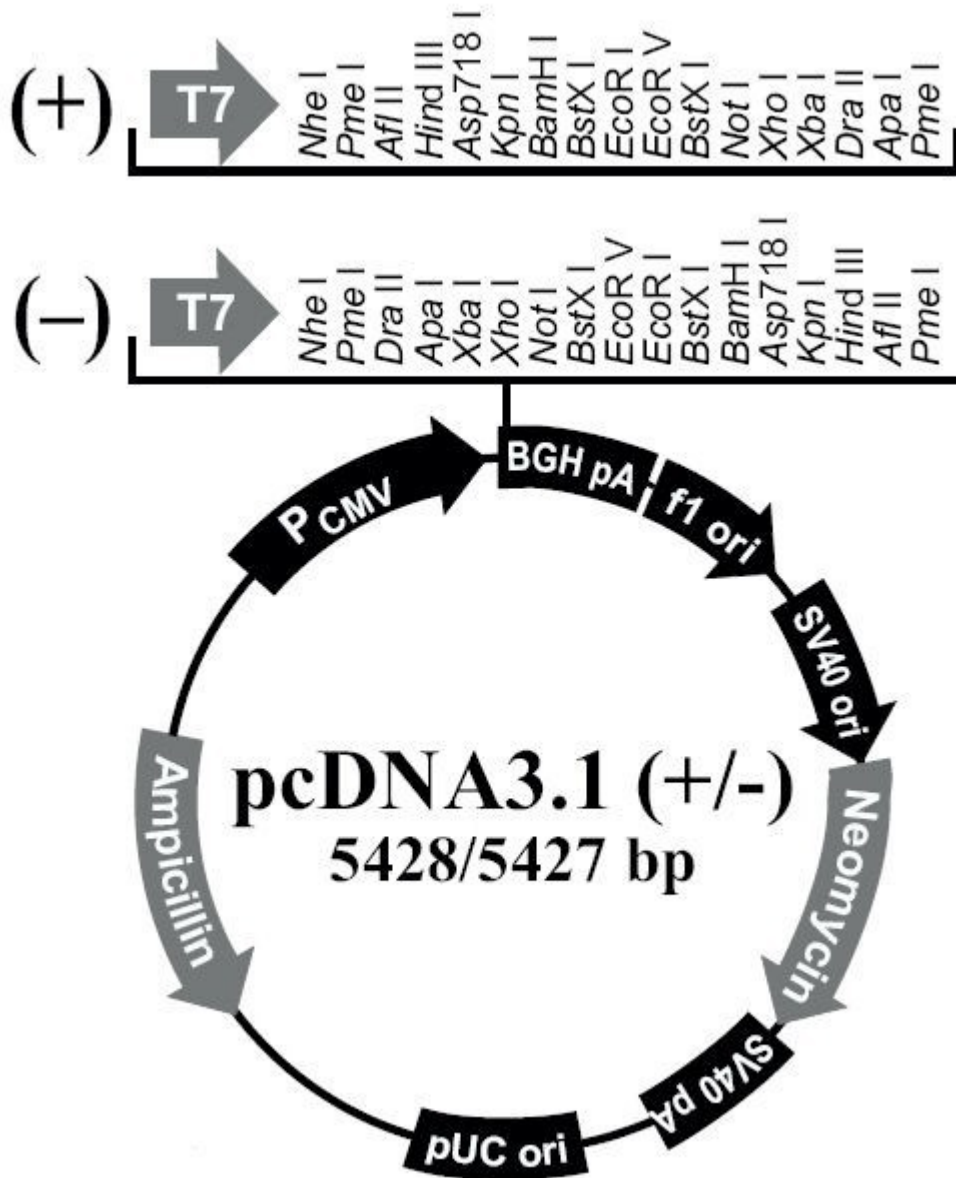 (+) T7 Nhe I Pme I Afl II Hind III Asp718 I Kpn I BamH I BstX I EcoR I EcoR V BstX I Not I Xho I Xba I Dra II Apa I Pme I
(−) T7 Nhe I Pme I Dra II Apa I Xba I Xho I Not I BstX I EcoR V EcoR I BstX I BamH I Asp718 I Kpn I Hind III Afl II Pme I
P CMV
BGH pA
f1 ori
SV40 ori
Neomycin
SV40 pA
pUC ori
Ampicillin
pcDNA3.1 (+/-)
5428/5427 bp